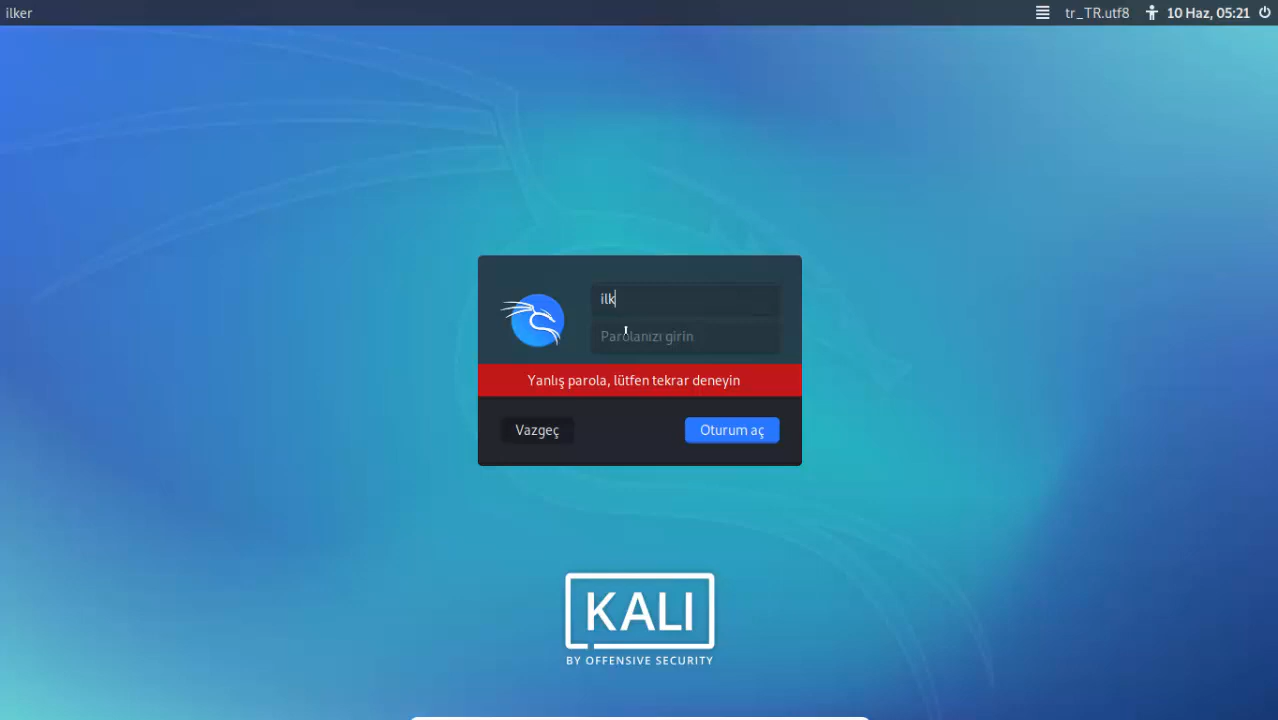 ilker
tr_TR.utf8
10 Haz, 05:21
ilk
Parolanızı girin
Yanlış parola, lütfen tekrar deneyin
Vazgeç
Oturum aç
KALI
BY OFFENSIVE SECURITY